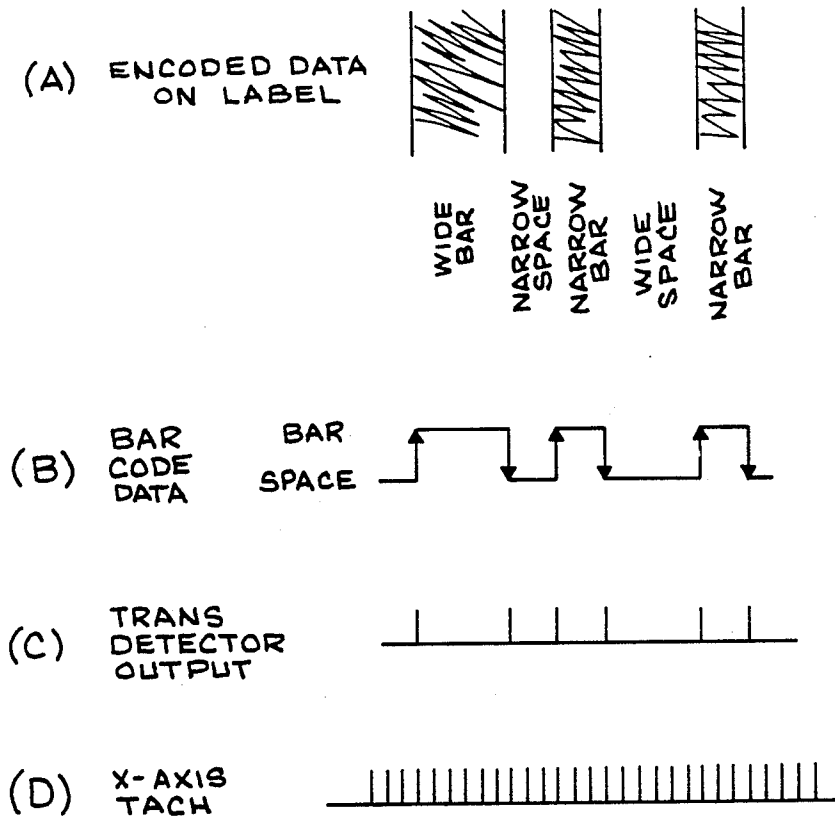 (A) ENCODED DATA
ON LABEL
WIDE
BAR
NARROW
SPACE
NARROW
BAR
WIDE
SPACE
NARROW
BAR
(B) BAR
CODE
DATA
BAR
SPACE
(C) TRANS
DETECTOR
OUTPUT
(D) X-AXIS
TACH